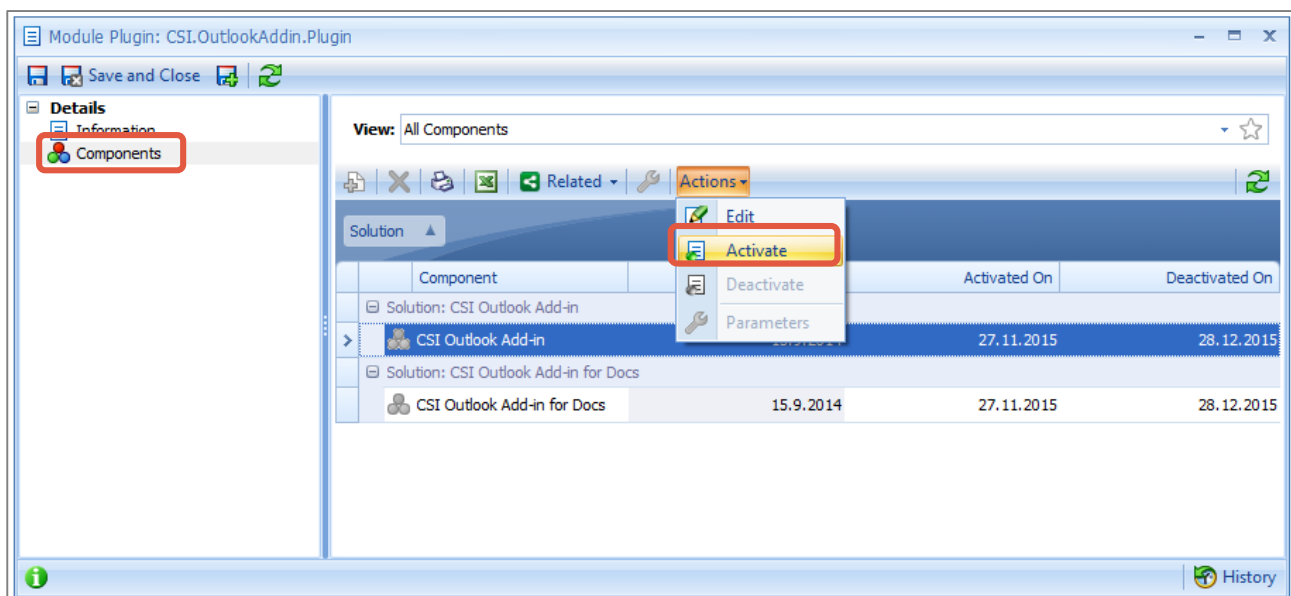 Module Plugin: CSI.OutlookAddin.Plugin
Save and Close
Details
Information
Components
View: All Components
Related
Actions
Edit
Solution
Activate
Component
Activated On
Deactivated On
Deactivate
Solution: CSI Outlook Add-in
Parameters
CSI Outlook Add-in
27.11.2015
28.12.2015
Solution: CSI Outlook Add-in for Docs
CSI Outlook Add-in for Docs 15.9.2014 27.11.2015 28.12.2015
History